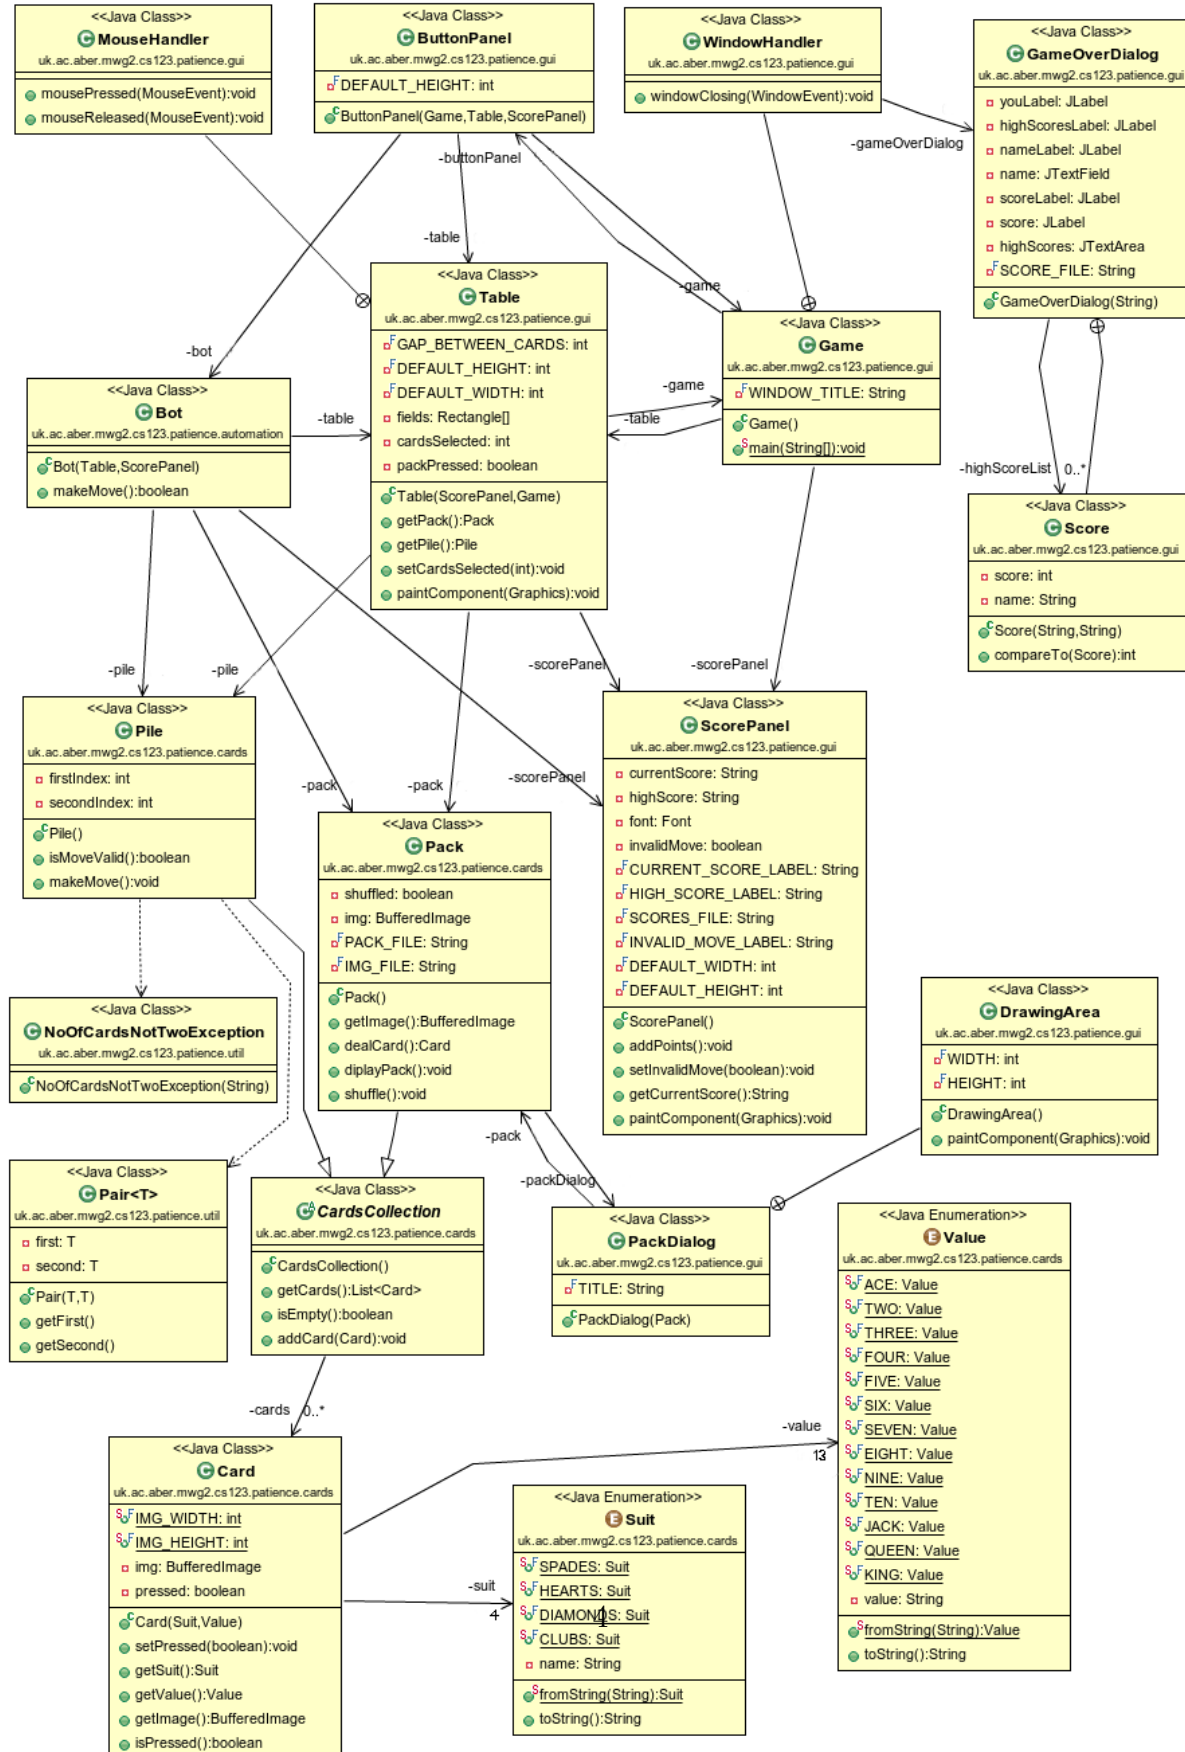 <<Java Class>>
MouseHandler
uk.ac.aber.mwg2.cs123.patience.gui
mousePressed(MouseEvent):void
mouseReleased(MouseEvent):void
<<Java Class>>
ButtonPanel
uk.ac.aber.mwg2.cs123.patience.gui
DEFAULT_HEIGHT: int
ButtonPanel(Game,Table,ScorePanel)
<<Java Class>>
WindowHandler
uk.ac.aber.mwg2.cs123.patience.gui
windowClosing(WindowEvent):void
<<Java Class>>
GameOverDialog
uk.ac.aber.mwg2.cs123.patience.gui
youLabel: JLabel
highScoresLabel: JLabel
nameLabel: JLabel
name: JTextField
scoreLabel: JLabel
score: JLabel
highScores: JTextArea
SCORE_FILE: String
GameOverDialog(String)
-gameOverDialog
-buttonPanel
-table
-game
-bot
<<Java Class>>
Table
uk.ac.aber.mwg2.cs123.patience.gui
GAP_BETWEEN_CARDS: int
DEFAULT_HEIGHT: int
DEFAULT_WIDTH: int
fields: Rectangle[]
cardsSelected: int
packPressed: boolean
Table(ScorePanel,Game)
getPack():Pack
getPile():Pile
setCardsSelected(int):void
paintComponent(Graphics):void
<<Java Class>>
Game
uk.ac.aber.mwg2.cs123.patience.gui
WINDOW_TITLE: String
Game()
main(String[]):void
<<Java Class>>
Bot
uk.ac.aber.mwg2.cs123.patience.automation
Bot(Table,ScorePanel)
makeMove():boolean
-table
-game
-table
-highScoreList 0..*
<<Java Class>>
Score
uk.ac.aber.mwg2.cs123.patience.gui
score: int
name: String
Score(String,String)
compareTo(Score):int
-pile
-pile
-scorePanel
-scorePanel
<<Java Class>>
Pile
uk.ac.aber.mwg2.cs123.patience.cards
firstIndex: int
secondIndex: int
Pile()
isMoveValid():boolean
makeMove():void
-pack
-pack
-scorePanel
<<Java Class>>
ScorePanel
uk.ac.aber.mwg2.cs123.patience.gui
currentScore: String
highScore: String
font: Font
invalidMove: boolean
CURRENT_SCORE_LABEL: String
HIGH_SCORE_LABEL: String
SCORES_FILE: String
INVALID_MOVE_LABEL: String
DEFAULT_WIDTH: int
DEFAULT_HEIGHT: int
ScorePanel()
addPoints():void
setInvalidMove(boolean):void
getCurrentScore():String
paintComponent(Graphics):void
<<Java Class>>
Pack
uk.ac.aber.mwg2.cs123.patience.cards
shuffled: boolean
img: BufferedImage
PACK_FILE: String
IMG_FILE: String
Pack()
getImage():BufferedImage
dealCard():Card
diplayPack():void
shuffle():void
<<Java Class>>
NoOfCardsNotTwoException
uk.ac.aber.mwg2.cs123.patience.util
NoOfCardsNotTwoException(String)
<<Java Class>>
DrawingArea
uk.ac.aber.mwg2.cs123.patience.gui
WIDTH: int
HEIGHT: int
DrawingArea()
paintComponent(Graphics):void
-pack
-packDialog
<<Java Class>>
Pair<T>
uk.ac.aber.mwg2.cs123.patience.util
first: T
second: T
Pair(T,T)
getFirst()
getSecond()
<<Java Class>>
CardsCollection
uk.ac.aber.mwg2.cs123.patience.cards
CardsCollection()
getCards():List<Card>
isEmpty():boolean
addCard(Card):void
<<Java Class>>
PackDialog
uk.ac.aber.mwg2.cs123.patience.gui
TITLE: String
PackDialog(Pack)
<<Java Enumeration>>
Value
uk.ac.aber.mwg2.cs123.patience.cards
ACE: Value
TWO: Value
THREE: Value
FOUR: Value
FIVE: Value
SIX: Value
SEVEN: Value
EIGHT: Value
NINE: Value
TEN: Value
JACK: Value
QUEEN: Value
KING: Value
value: String
fromString(String):Value
toString():String
-cards 0..*
-value
13
<<Java Class>>
Card
uk.ac.aber.mwg2.cs123.patience.cards
IMG_WIDTH: int
IMG_HEIGHT: int
img: BufferedImage
pressed: boolean
Card(Suit,Value)
setPressed(boolean):void
getSuit():Suit
getValue():Value
getImage():BufferedImage
isPressed():boolean
-suit
4
<<Java Enumeration>>
Suit
uk.ac.aber.mwg2.cs123.patience.cards
SPADES: Suit
HEARTS: Suit
DIAMONDS: Suit
4
CLUBS: Suit
name: String
fromString(String):Suit
toString():String